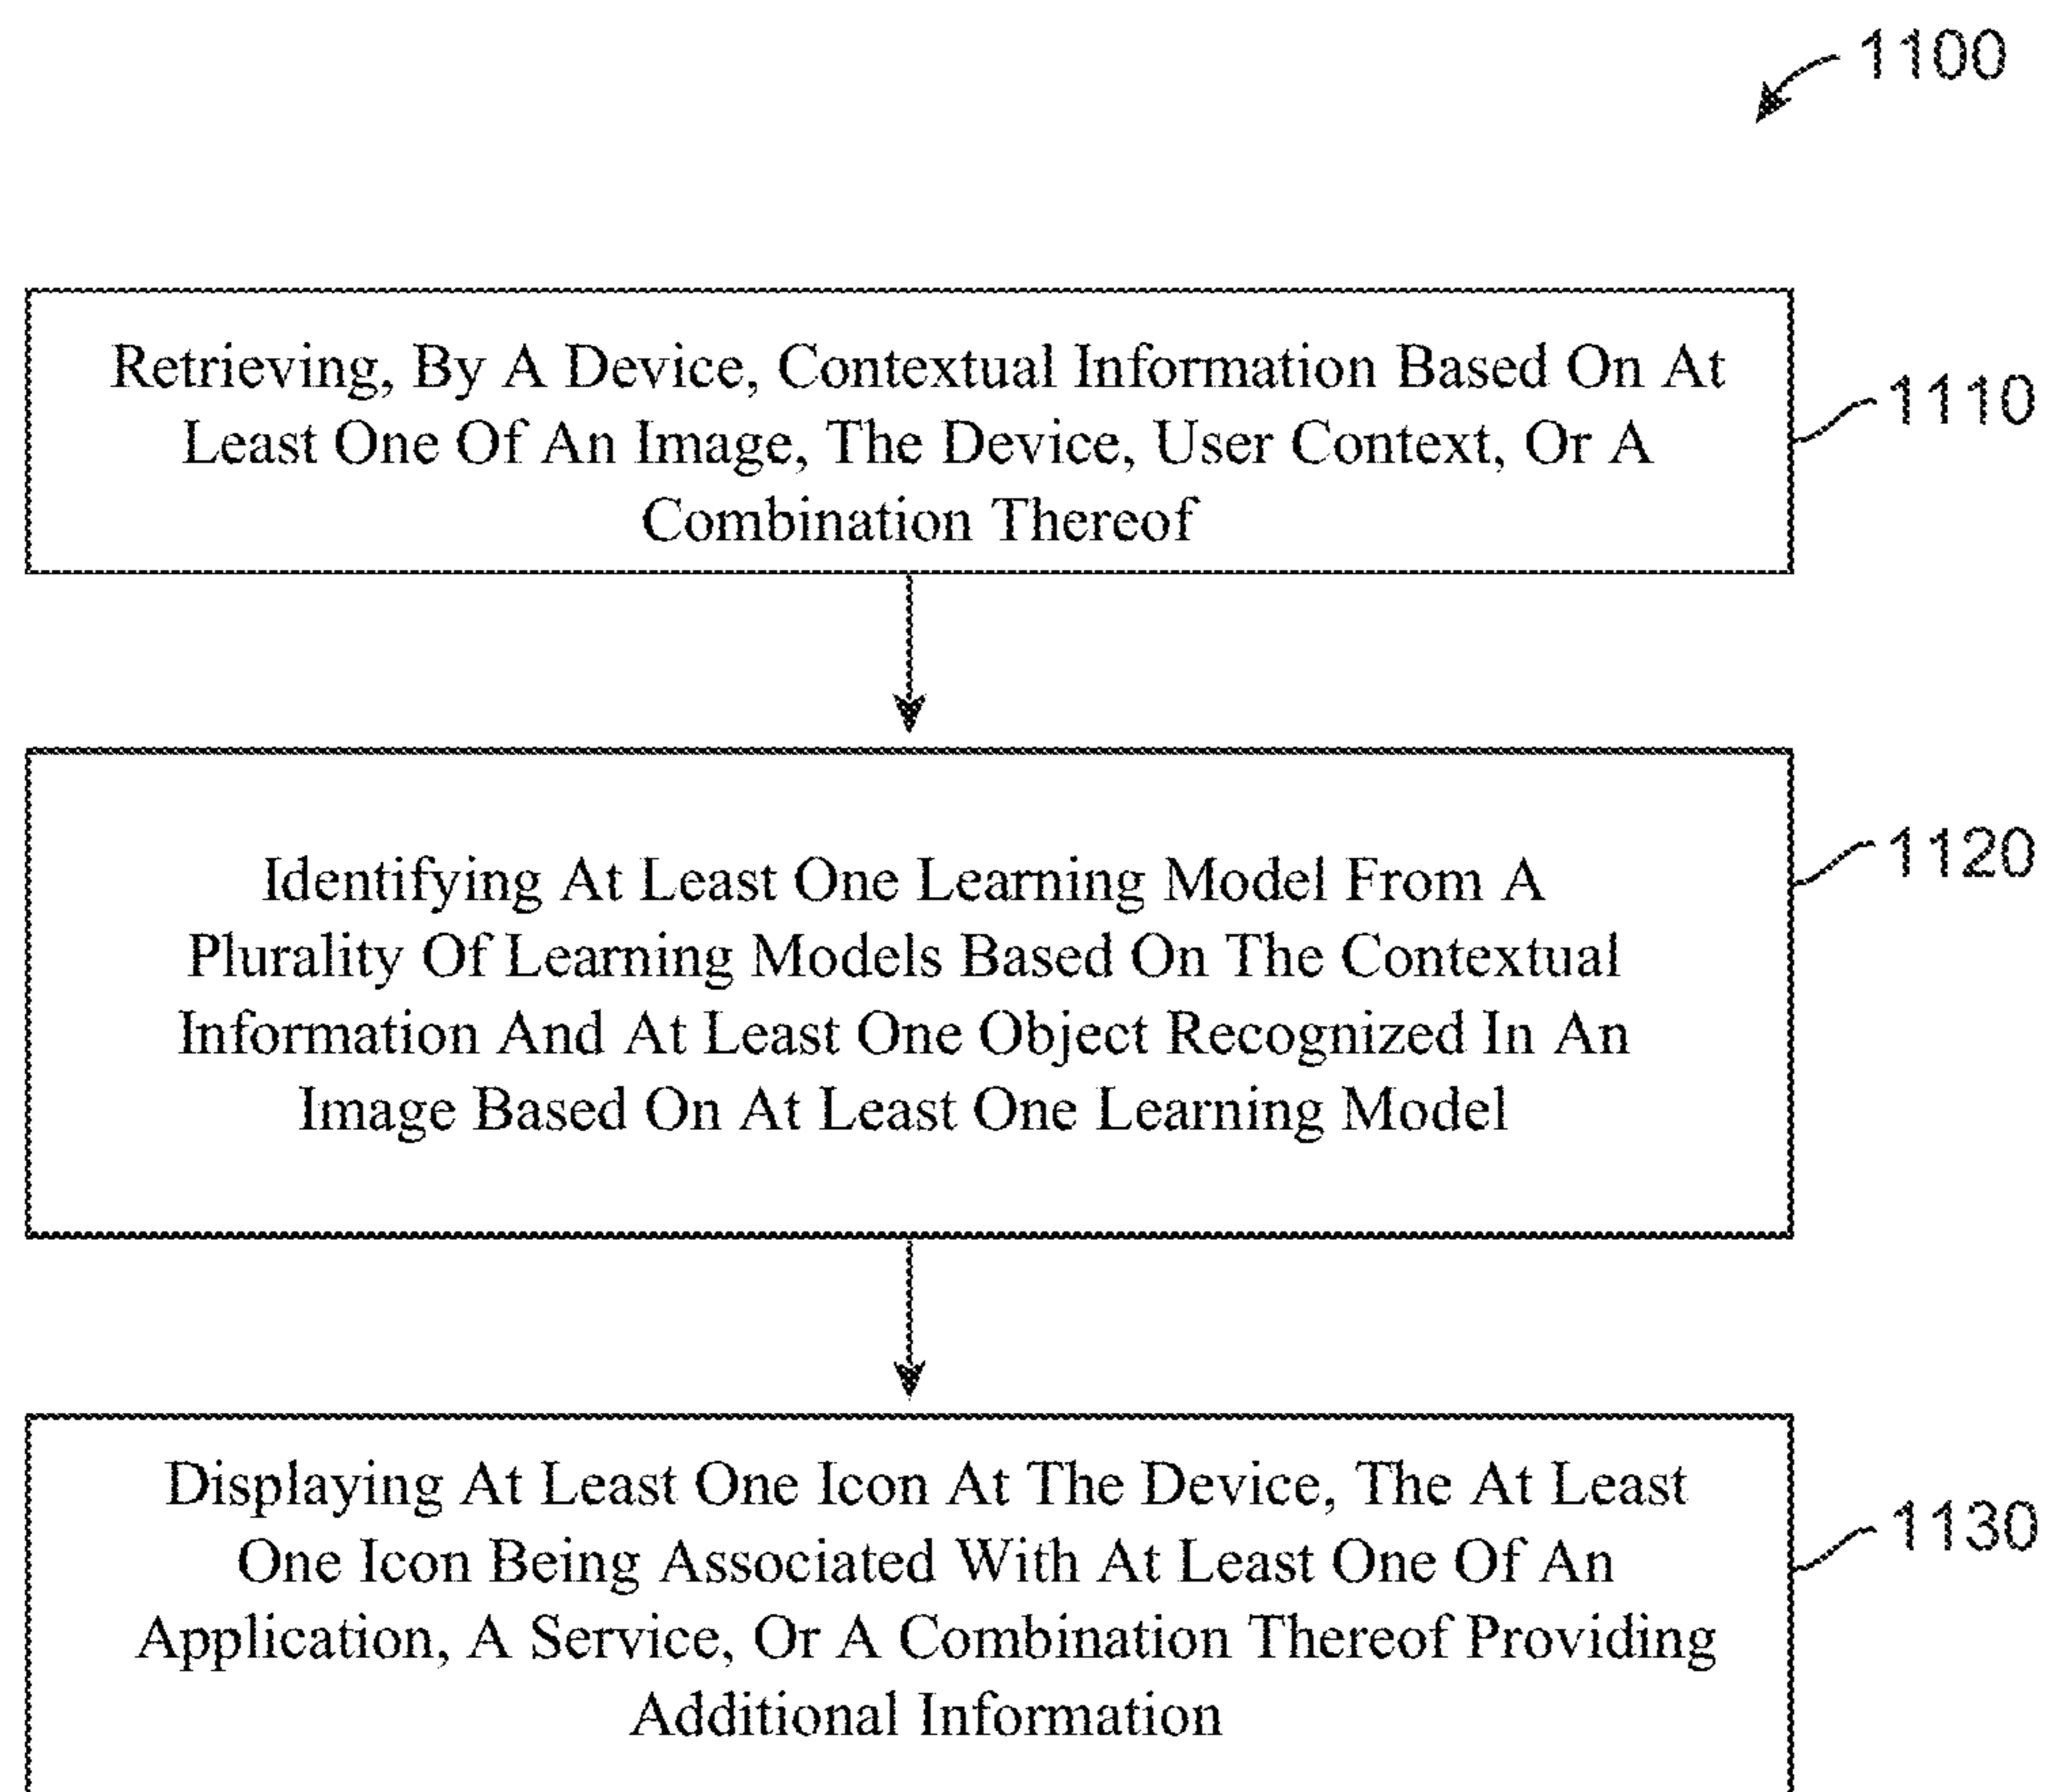 1100
Retrieving, By A Device, Contextual Information Based On At
Least One Of An Image, The Device, User Context, Or A
Combination Thereof
1110
Identifying At Least One Learning Model From A
Plurality Of Learning Models Based On The Contextual
Information And At Least One Object Recognized In An
Image Based On At Least One Learning Model
1120
Displaying At Least One Icon At The Device, The At Least
One Icon Being Associated With At Least One Of An
Application, A Service, Or A Combination Thereof Providing
Additional Information
1130